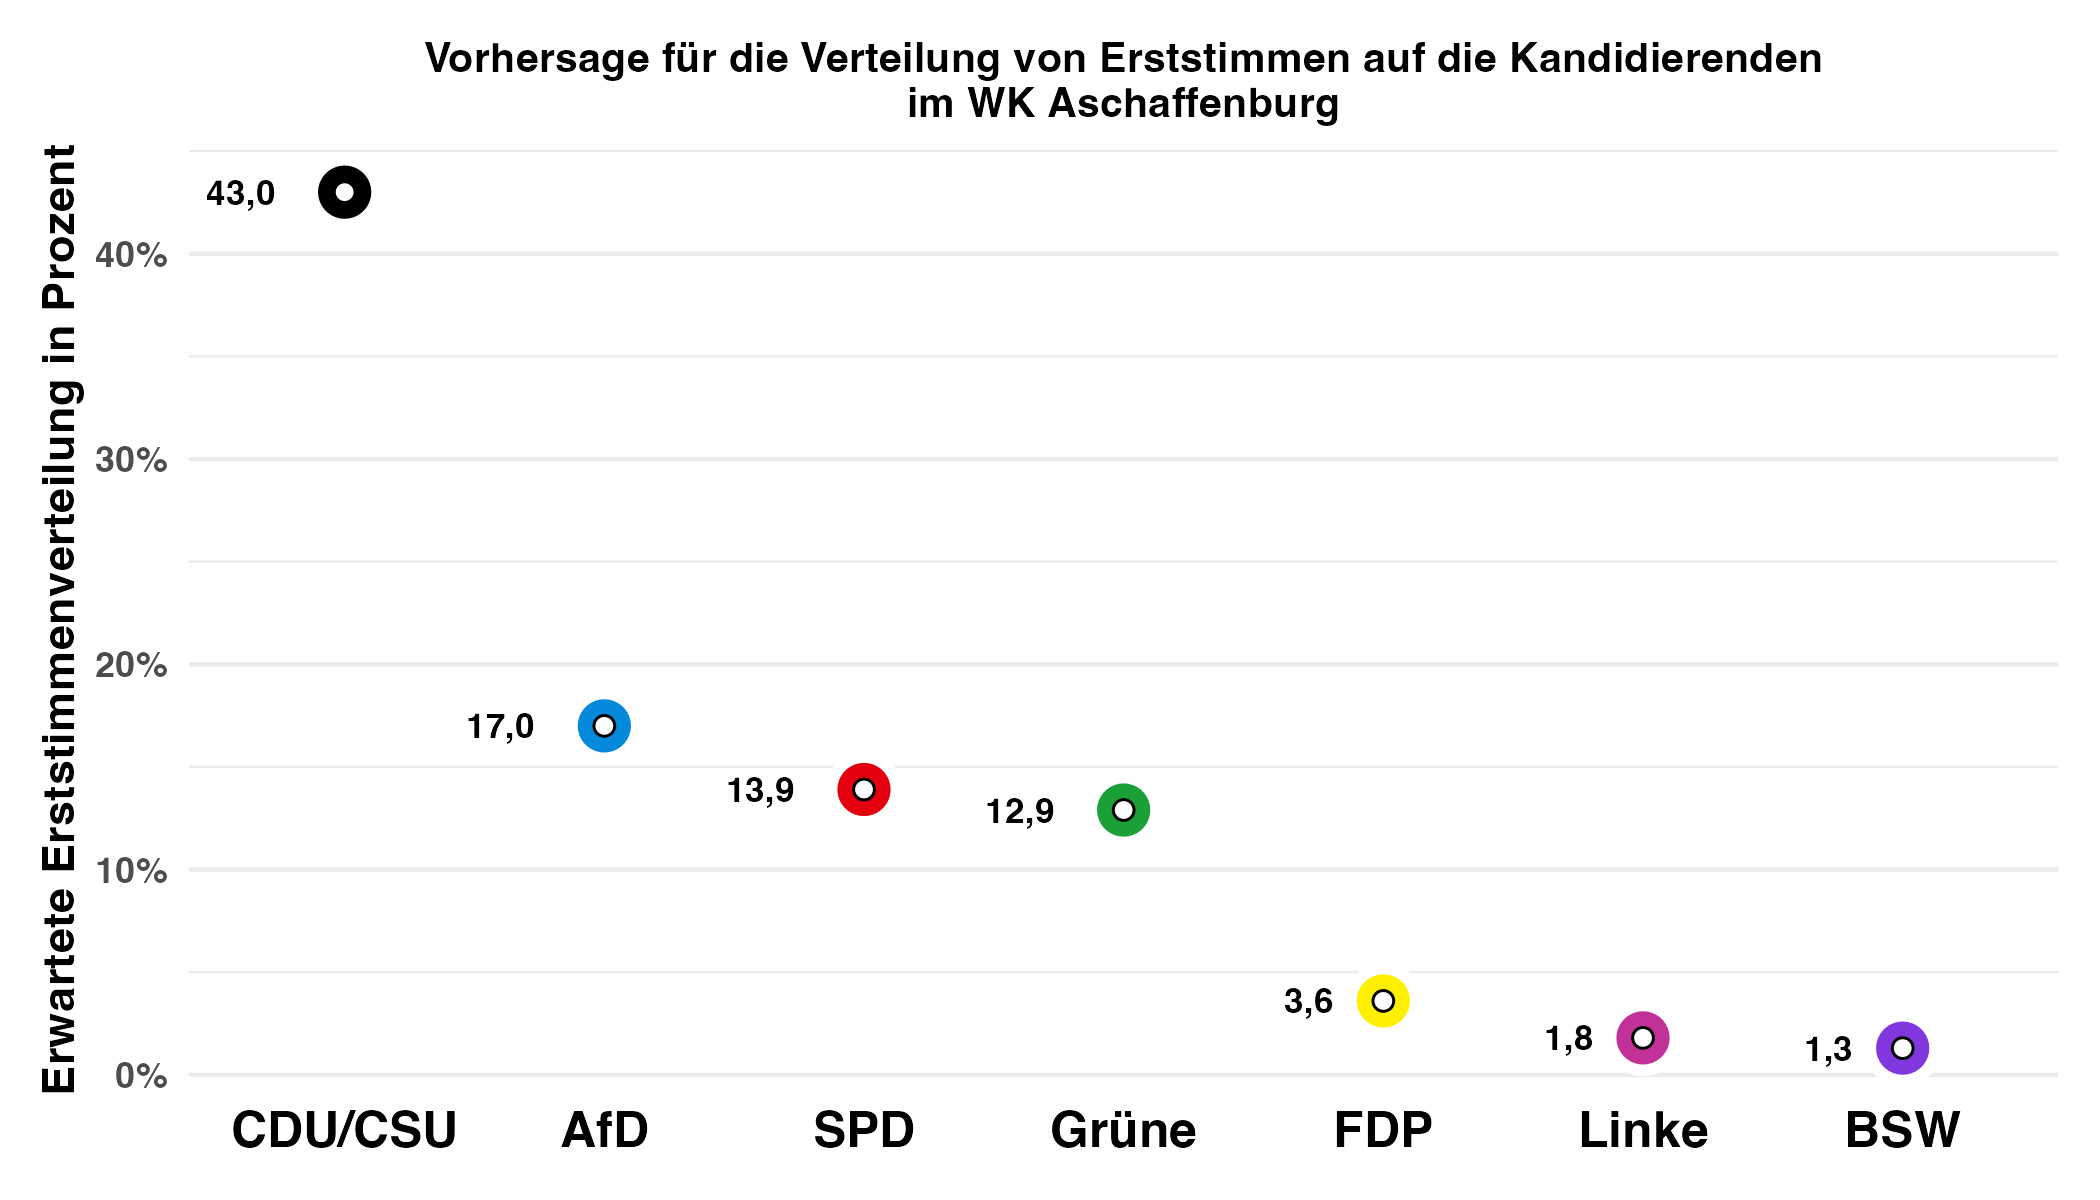 Vorhersage für die Verteilung von Erststimmen auf die Kandidierenden
im WK Aschaffenburg
Erwartete Erststimmenverteilung in Prozent
43,0
40%
30%
20%
17,0
13,9
12,9
10%
3,6
1,8
1,3
0%
CDU/CSU
AfD
SPD
Grüne
FDP
Linke
BSW